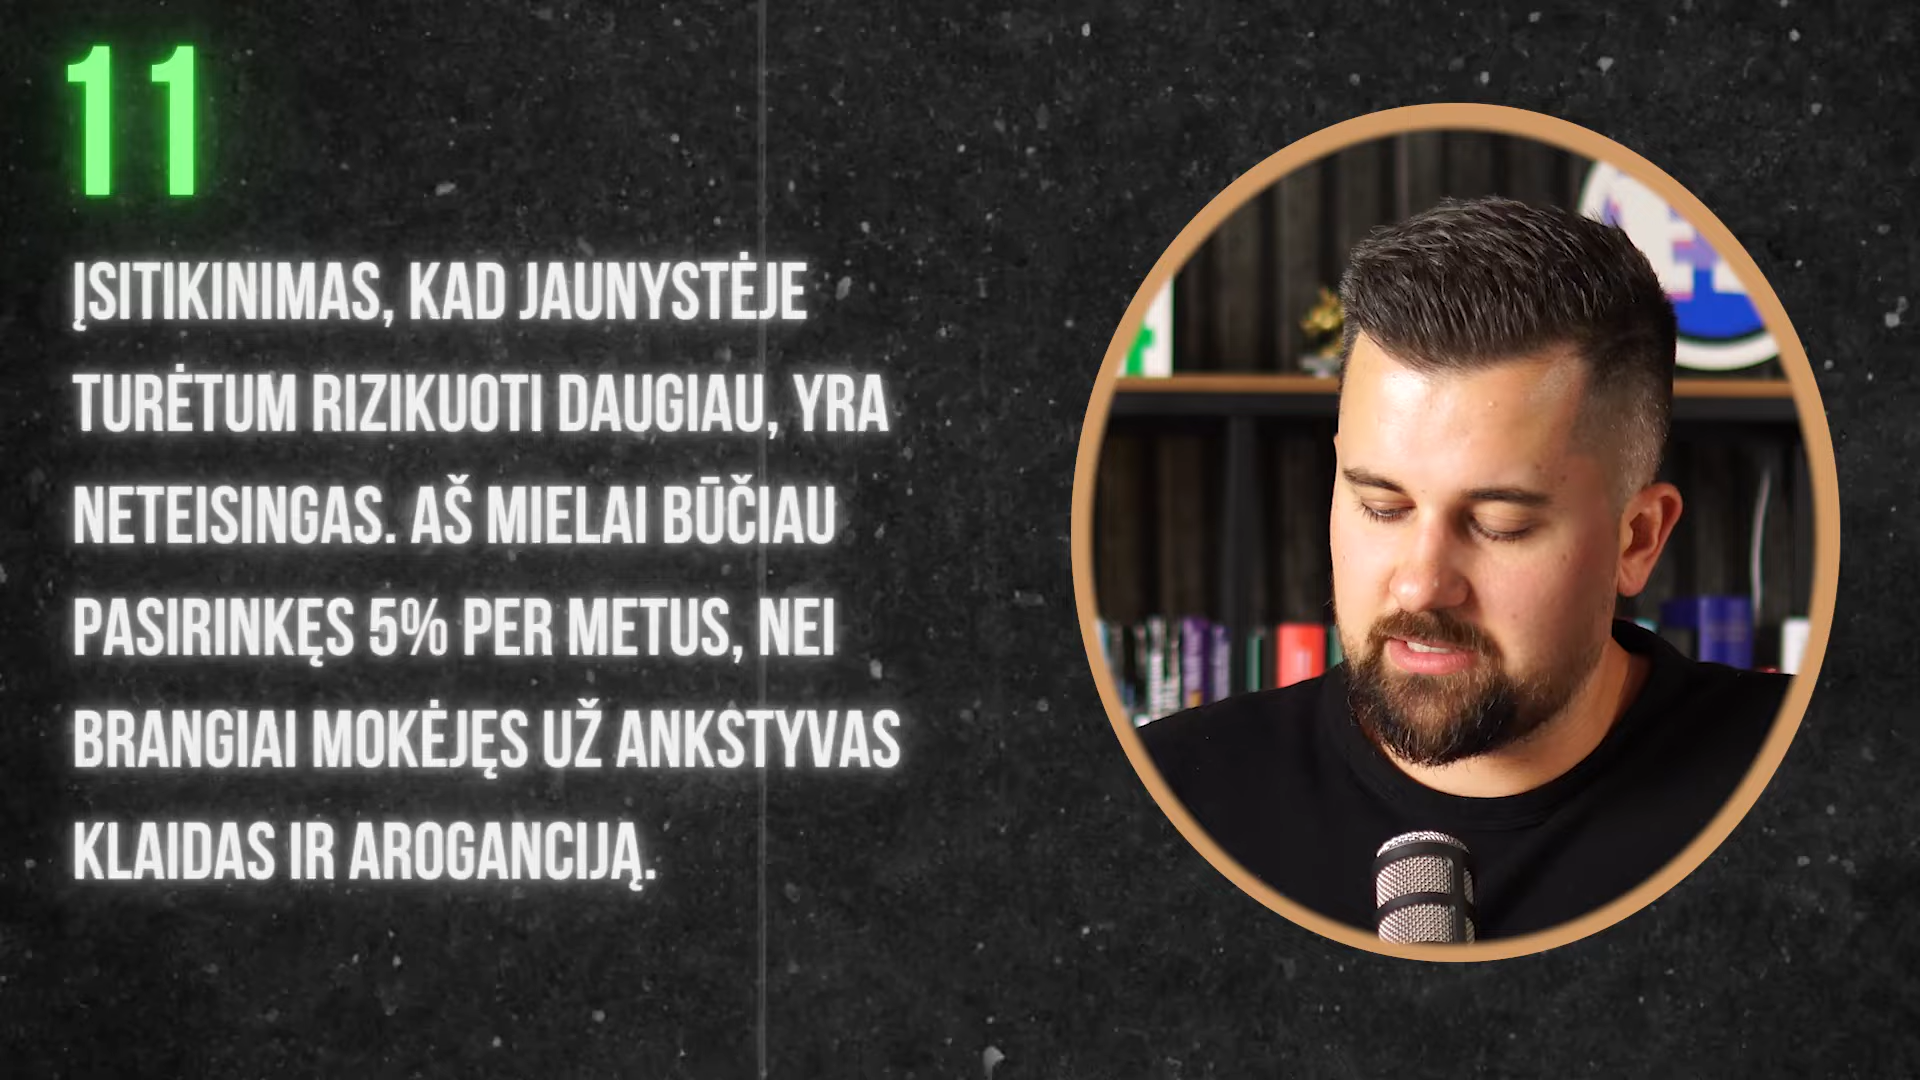 11
ĮSITIKINIMAS, KAD JAUNYSTĖJE
TURĖTUM RIZIKUOTI DAUGIAU, YRA
NETEISINGAS. AŠ MIELAI BŪČIAU
PASIRINKĘS 5% PER METUS, NEI
BRANGIAI MOKĖJĘS UŽ ANKSTYVAS
KLAIDAS IR AROGANCIJĄ.